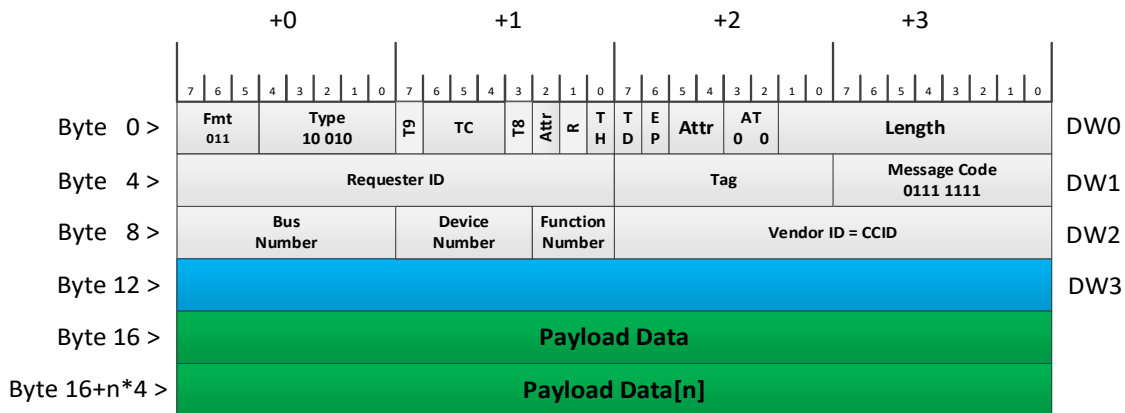 +0 +1 +2 +3
7 6 5 4 3 2 1 0 7 6 5 4 3 2 1 0 7 6 5 4 3 2 1 0 7 6 5 4 3 2 1 0
Byte 0 >
Fmt
011
Type
10 010
T9
TC
T8
Attr
R
T
H
T
D
E
P
Attr
AT
0 0
Length
DW0
Byte 4 >
Requester ID
Tag
Message Code
0111 1111
DW1
Byte 8 >
Bus
Number
Device
Number
Function
Number
Vendor ID = CCID
DW2
Byte 12 >
DW3
Byte 16 >
Payload Data
Byte 16+n*4 >
Payload Data[n]